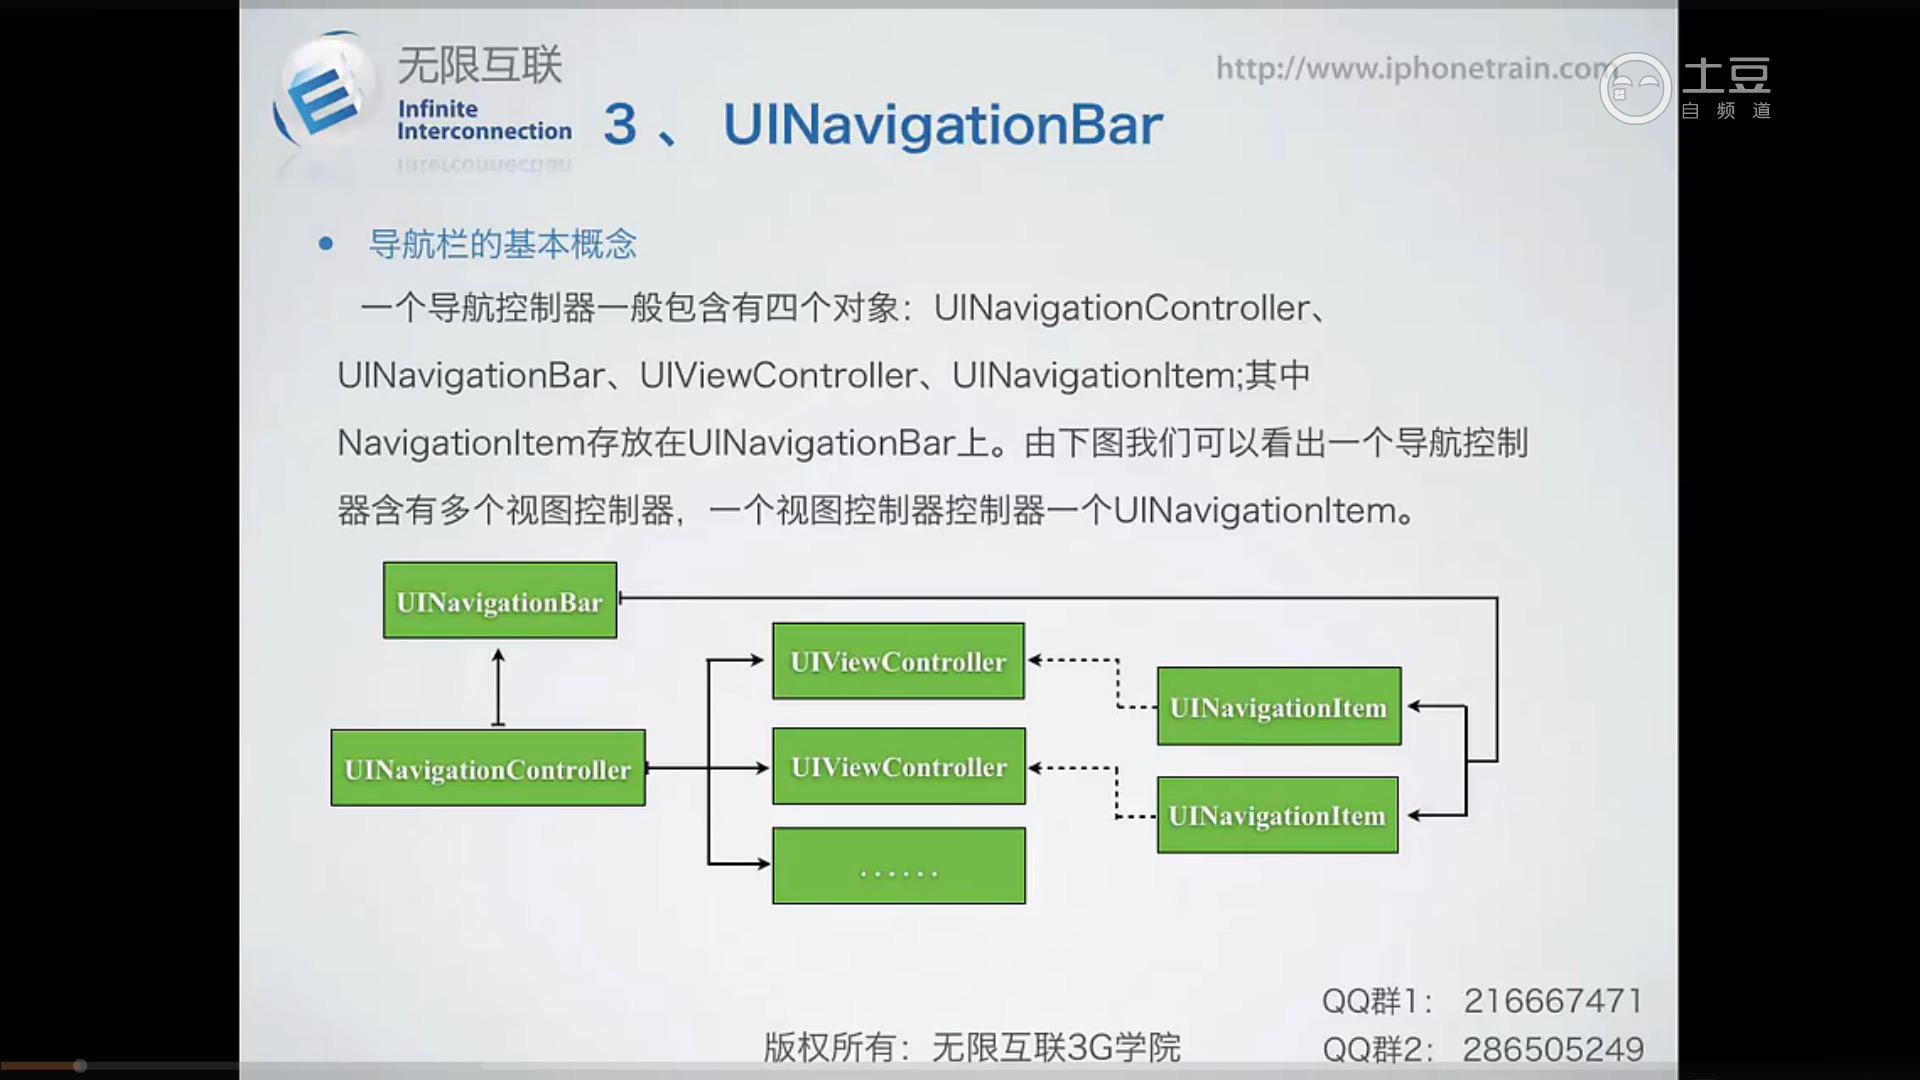 无限互联
Infinite
Interconnection
http://www.iphonetrain.com
土豆
自频道
3、UINavigationBar
• 导航栏的基本概念
一个导航控制器一般包含有四个对象：UINavigationController、
UINavigationBar、UIViewController、UINavigationItem;其中
NavigationItem存放在UINavigationBar上。由下图我们可以看出一个导航控制
器含有多个视图控制器，一个视图控制器控制器一个UINavigationItem。
UINavigationBar
UIViewController
UINavigationItem
UINavigationController
UIViewController
UINavigationItem
......
QQ群1： 216667471
版权所有：无限互联3G学院
QQ群2： 286505249